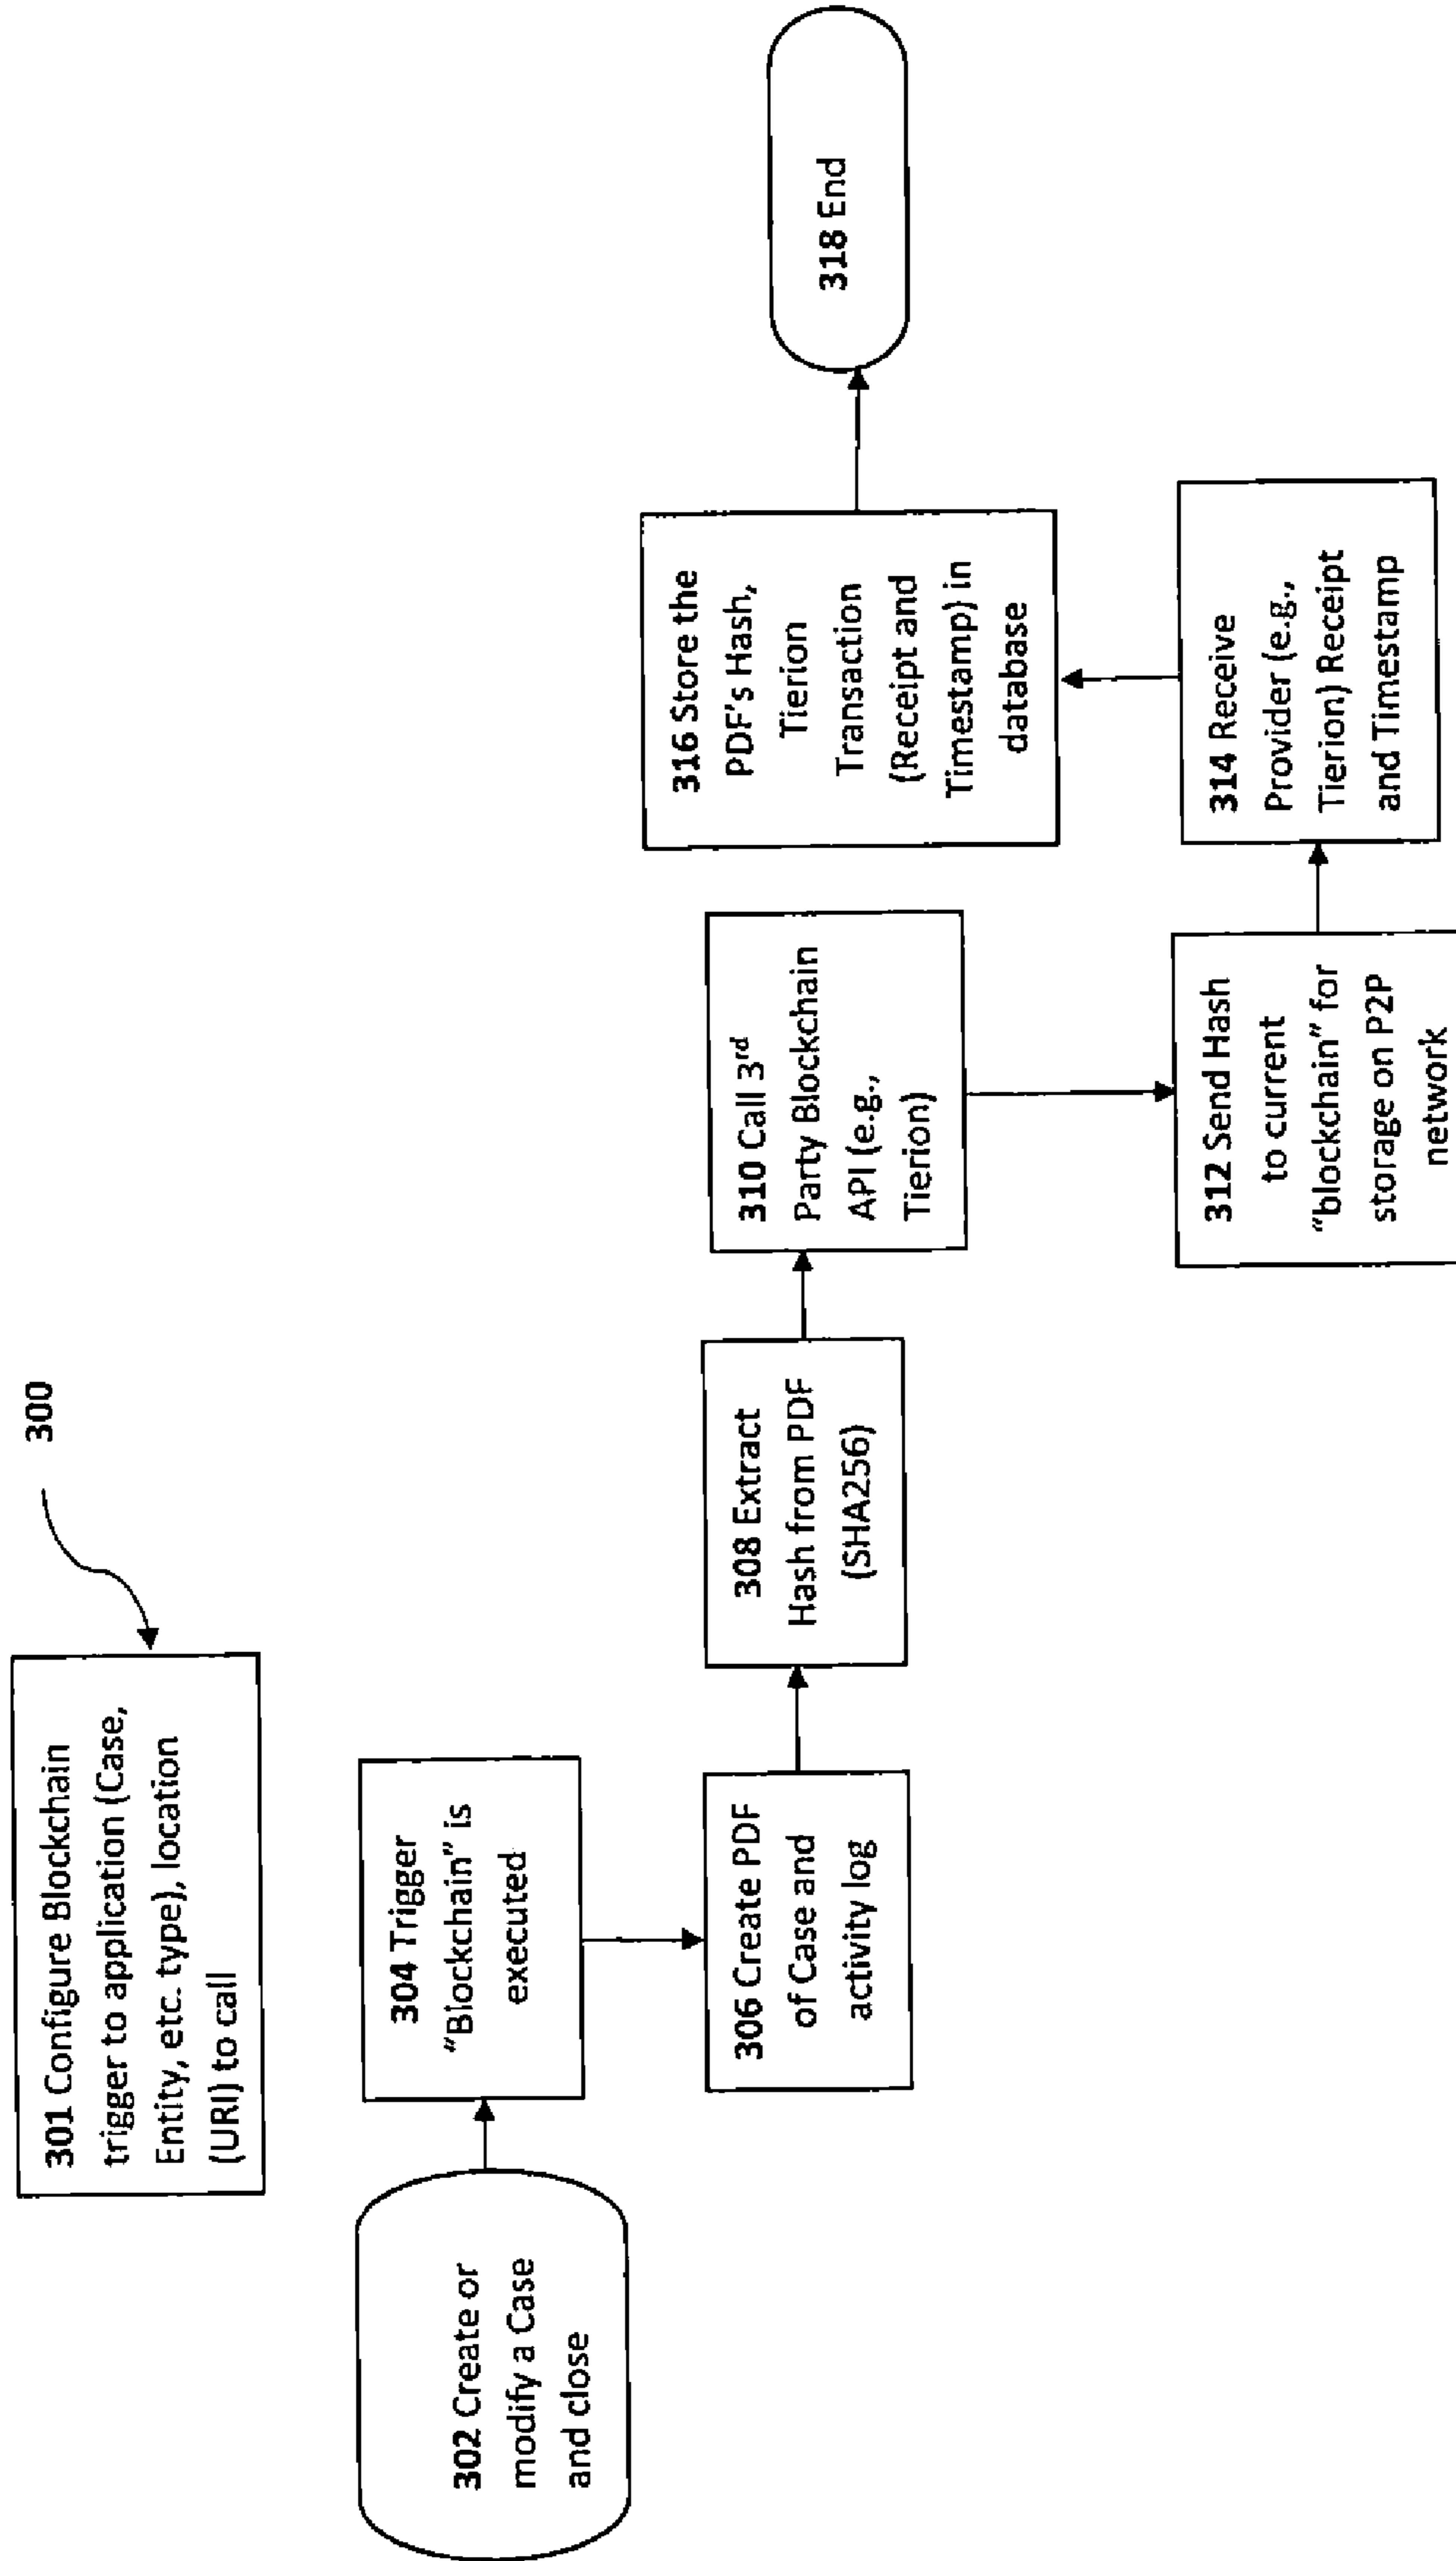 300
301 Configure Blockchain
trigger to application (Case,
Entity, etc. type), location
(URI) to call
302 Create or
modify a Case
and close
304 Trigger
“Blockchain” is
executed
306 Create PDF
of Case and
activity log
308 Extract
Hash from PDF
(SHA256)
310 Call 3rd
Party Blockchain
API (e.g.,
Tierion)
312 Send Hash
to current
“blockchain” for
storage on P2P
network
314 Receive
Provider (e.g.,
Tierion) Receipt
and Timestamp
316 Store the
PDF's Hash,
Tierion
Transaction
(Receipt and
Timestamp) in
database
318 End